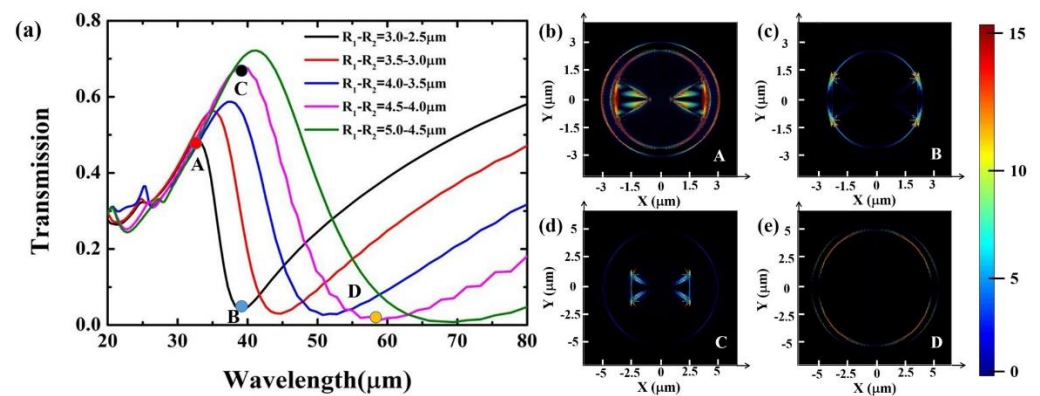 (a)
0.8
0.6
0.4
0.2
0.0
Transmission
R₁-R₂=3.0-2.5μm
R₁-R₂=3.5-3.0μm
R₁-R₂=4.0-3.5μm
R₁-R₂=4.5-4.0μm
R₁-R₂=5.0-4.5μm
A
B
C
D
20 30 40 50 60 70 80
Wavelength(μm)
(b)
3
1.5
0
-1.5
-3
Y (μm)
A
-3 -1.5 0 1.5 3
X (μm)
(c)
3
1.5
0
-1.5
-3
Y (μm)
B
-3 -1.5 0 1.5 3
X (μm)
(d)
5
2.5
0
-2.5
-5
Y (μm)
C
-5 -2.5 0 2.5 5
X (μm)
(e)
5
2.5
0
-2.5
-5
Y (μm)
D
-5 -2.5 0 2.5 5
X (μm)
15
10
5
0